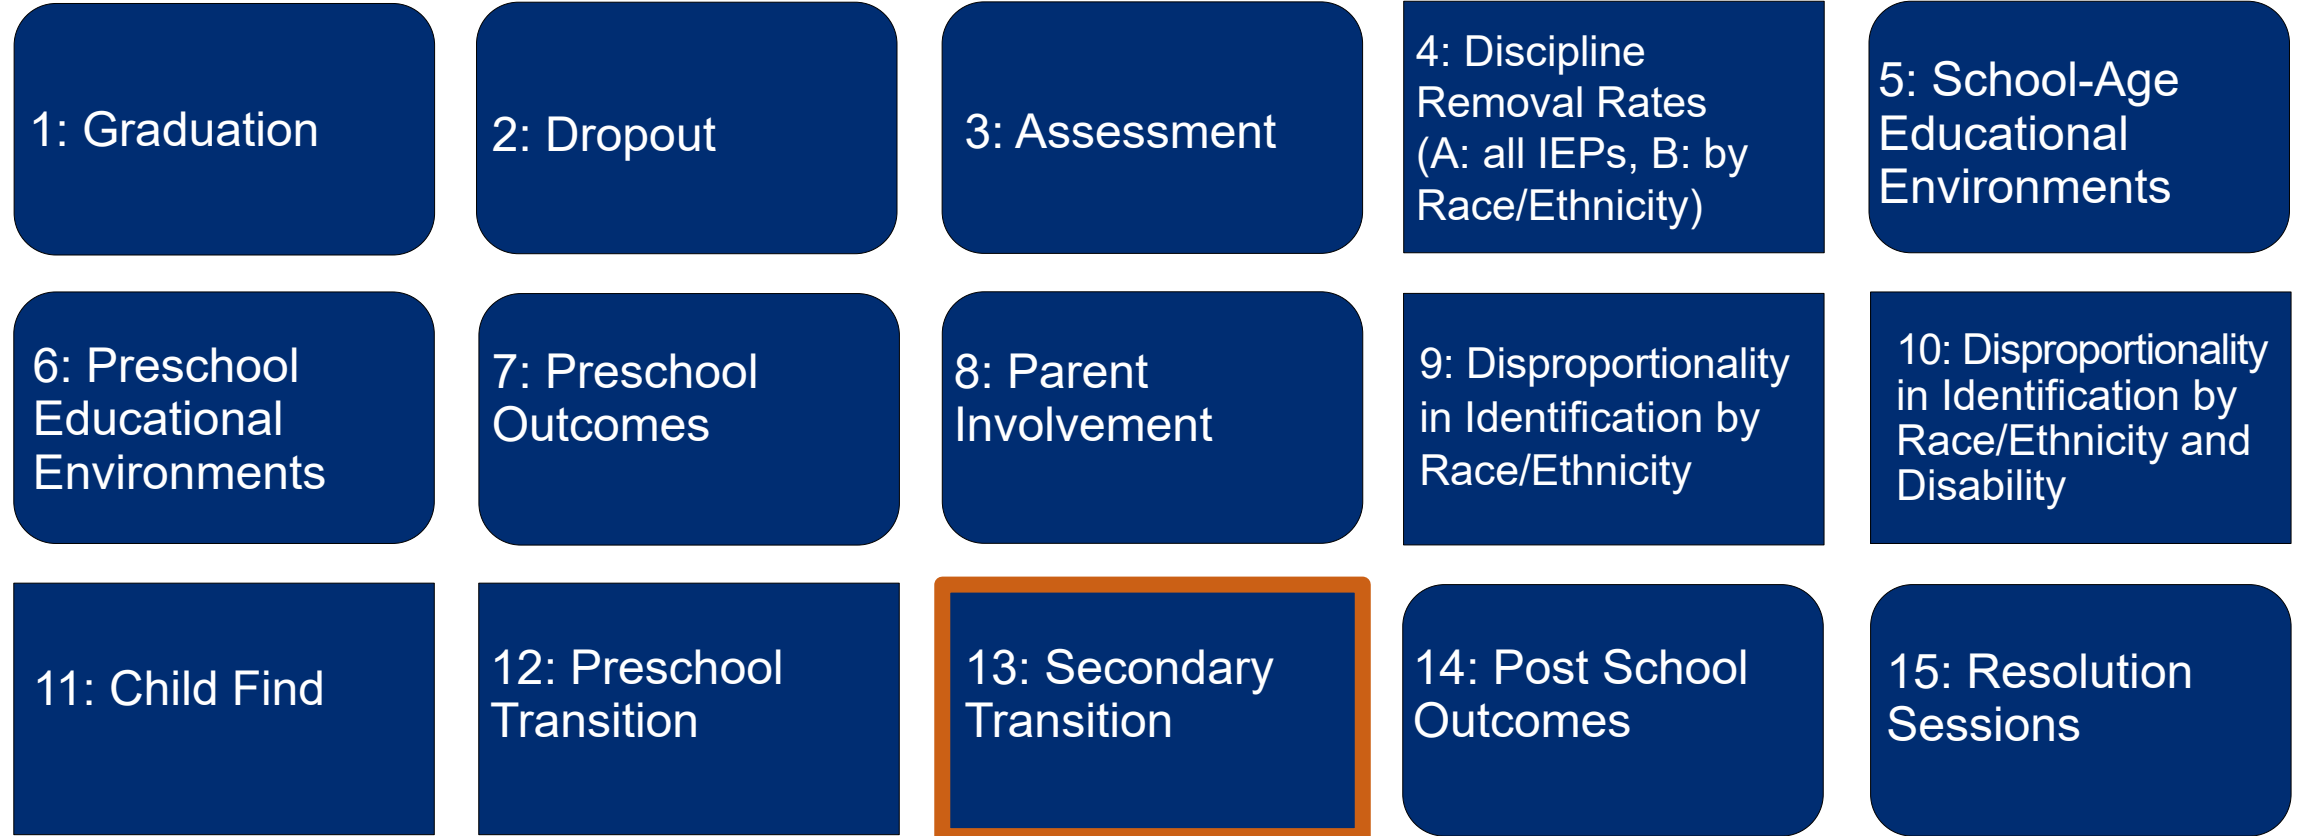 1: Graduation
2: Dropout
3: Assessment
4: Discipline
Removal Rates
(A: all IEPs, B: by
Race/Ethnicity)
5: School-Age
Educational
Environments
6: Preschool
Educational
Environments
7: Preschool
Outcomes
8: Parent
Involvement
9: Disproportionality
in Identification by
Race/Ethnicity
10: Disproportionality
in Identification by
Race/Ethnicity and
Disability
11: Child Find
12: Preschool
Transition
13: Secondary
Transition
14: Post School
Outcomes
15: Resolution
Sessions